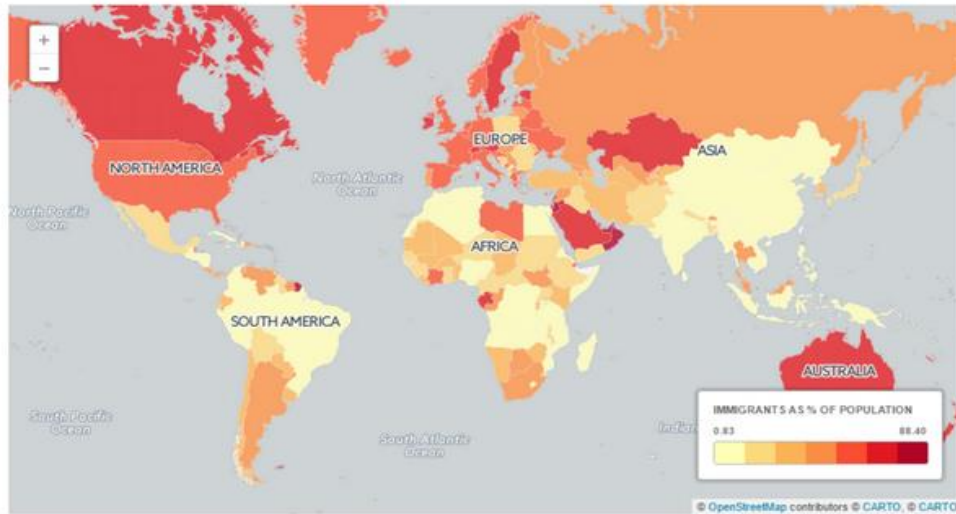 +
−
NORTH AMERICA
North Pacific
Ocean
North Atlantic
Ocean
EUROPE
ASIA
AFRICA
SOUTH AMERICA
AUSTRALIA
South Pacific
Ocean
South Atlantic
Ocean
Indian
IMMIGRANTS AS % OF POPULATION
0.83 88.40
© OpenStreetMap contributors © CARTO, © CARTO